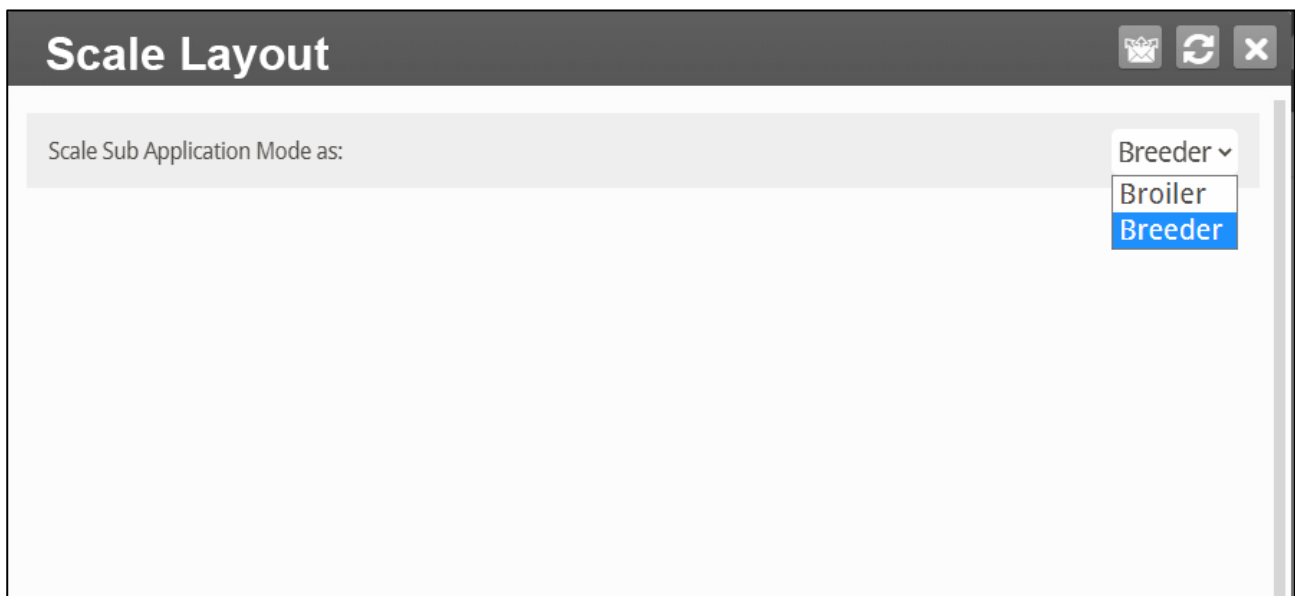 Scale Layout
Scale Sub Application Mode as:
Breeder
Broiler
Breeder